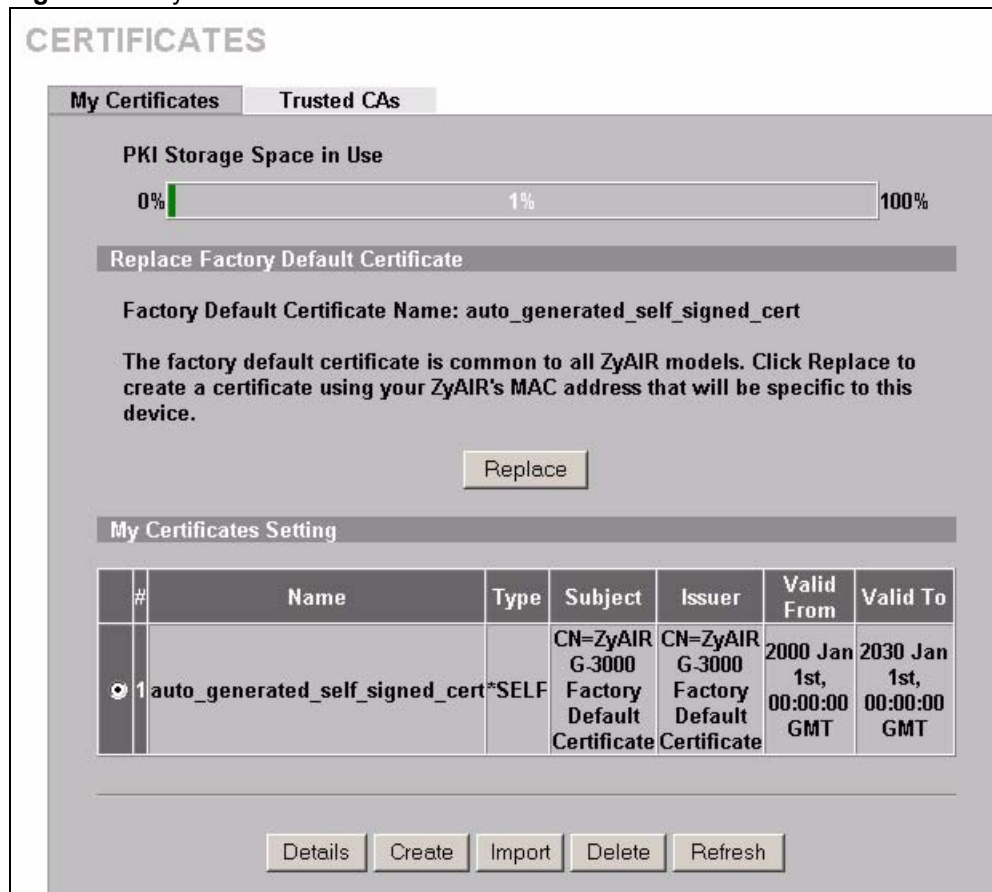 CERTIFICATES
My Certificates
Trusted CAs
PKI Storage Space in Use
0%
1%
100%
Replace Factory Default Certificate
Factory Default Certificate Name: auto_generated_self_signed_cert
The factory default certificate is common to all ZyAIR models. Click Replace to
create a certificate using your ZyAIR's MAC address that will be specific to this
device.
Replace
My Certificates Setting
# Name Type Subject Issuer Valid From Valid To
1 auto_generated_self_signed_cert *SELF CN=ZyAIR G-3000 Factory Default Certificate CN=ZyAIR G-3000 Factory Default Certificate 2000 Jan 1st, 00:00:00 GMT 2030 Jan 1st, 00:00:00 GMT
Details Create Import Delete Refresh